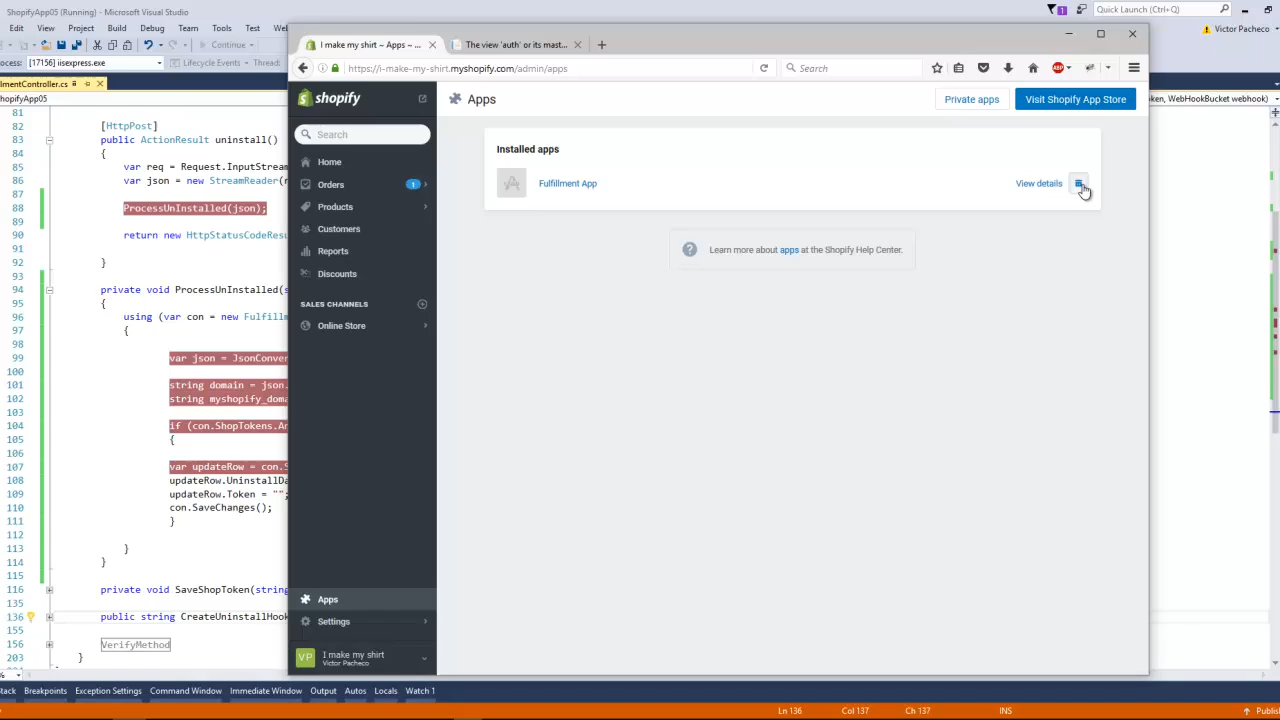 ShopifyApp05 (Running) - Microsoft Visual Studio
Quick Launch (Ctrl+Q)
Edit View Project Build Debug Team Tools Test
Victor Pacheco
Continue
[17156] iisexpress.exe
Lifecycle Events
Thread:
lmentController.cs
ShopifyApp05
oken, WebHookBucket webhook)
81
82 [HttpPost]
83 public ActionResult uninstall()
84 {
85 var req = Request.InputStrea
86 var json = new StreamReader(
87
88 ProcessUnInstalled(json);
89
90 return new HttpStatusCodeResu
91
92 }
93
94 private void ProcessUnInstalled(s
95 {
96 using (var con = new Fulfillm
97 {
98
99 var json = JsonConver
100
101 string domain = json.
102 string myshopify_doma
103
104 if (con.ShopTokens.An
105 {
106
107 var updateRow = con.S
108 updateRow.UninstallDa
109 updateRow.Token = "";
110 con.SaveChanges();
111 }
112
113 }
114 }
115
116 private void SaveShopToken(string
135
136 public string CreateUninstallHook
155
156 VerifyMethod
203 }
%
tack Breakpoints Exception Settings Command Window Immediate Window Output Autos Locals Watch 1
Ln 136 Col 137 Ch 137 INS
Publis
I make my shirt ~ Apps ~ ...
The view 'auth' or its mast...
https://i-make-my-shirt.myshopify.com/admin/apps
Search
ABP
shopify
Search
Home
Orders 1
Products
Customers
Reports
Discounts
SALES CHANNELS
Online Store
Apps
Settings
VP
I make my shirt
Victor Pacheco
Apps
Private apps
Visit Shopify App Store
Installed apps
Fulfillment App
View details
Learn more about apps at the Shopify Help Center.